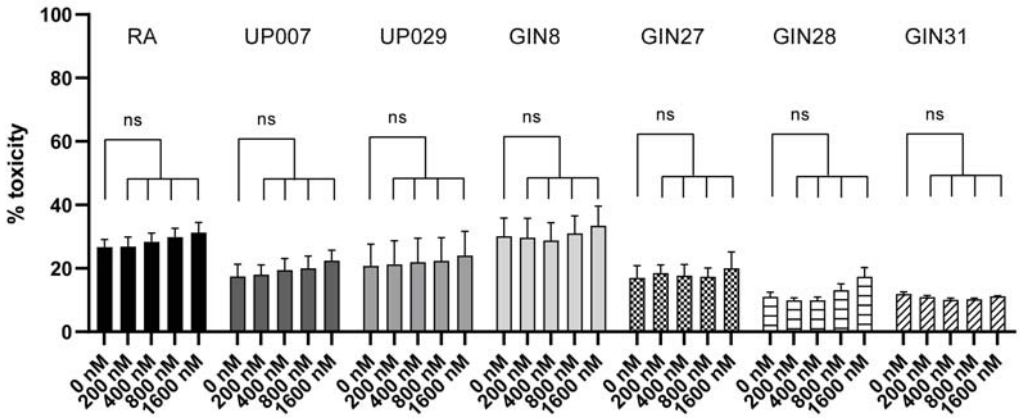 100
80
60
40
20
0
% toxicity
RA UP007 UP029 GIN8 GIN27 GIN28 GIN31
ns ns ns ns ns ns ns
0 nM 200 nM 400 nM 800 nM 1600 nM 0 nM 200 nM 400 nM 800 nM 1600 nM 0 nM 200 nM 400 nM 800 nM 1600 nM 0 nM 200 nM 400 nM 800 nM 1600 nM 0 nM 200 nM 400 nM 800 nM 1600 nM 0 nM 200 nM 400 nM 800 nM 1600 nM 0 nM 200 nM 400 nM 800 nM 1600 nM